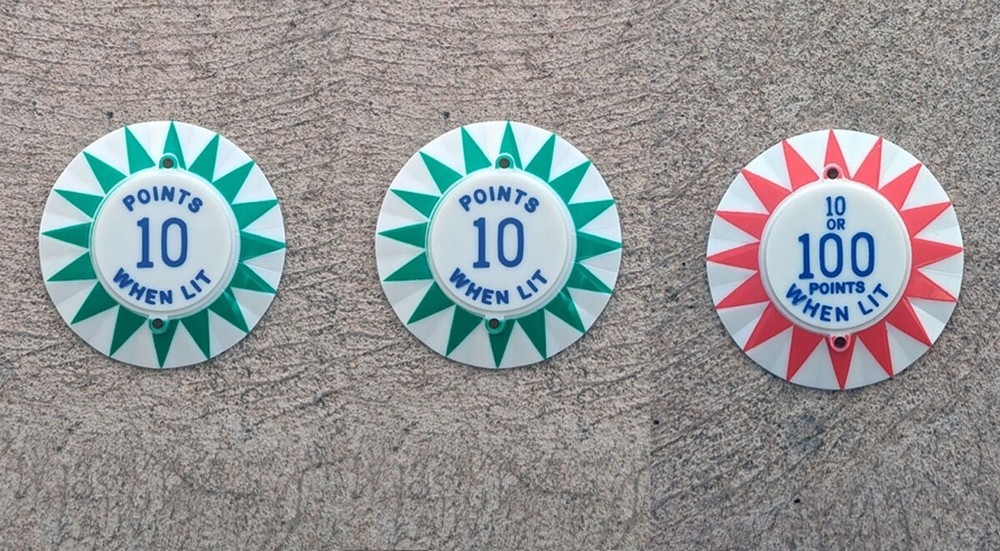 POINTS
10
WHEN LIT
POINTS
10
WHEN LIT
10
OR
100
POINTS
WHEN LIT